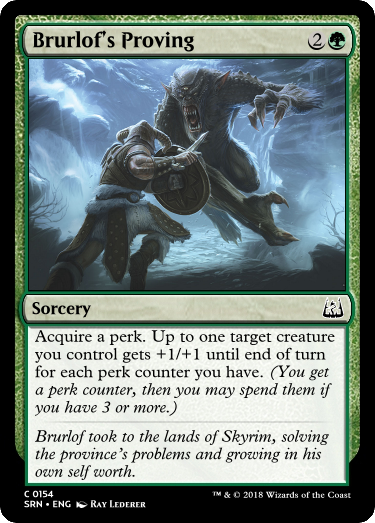 Brurlof's Proving 2
Sorcery
Acquire a perk. Up to one target creature
you control gets +1/+1 until end of turn
for each perk counter you have. (You get
a perk counter, then you may spend them if
you have 3 or more.)
Brurlof took to the lands of Skyrim, solving
the province's problems and growing in his
own self worth.
C 0154
SRN • ENG Ray Lederer
™ & © 2018 Wizards of the Coast